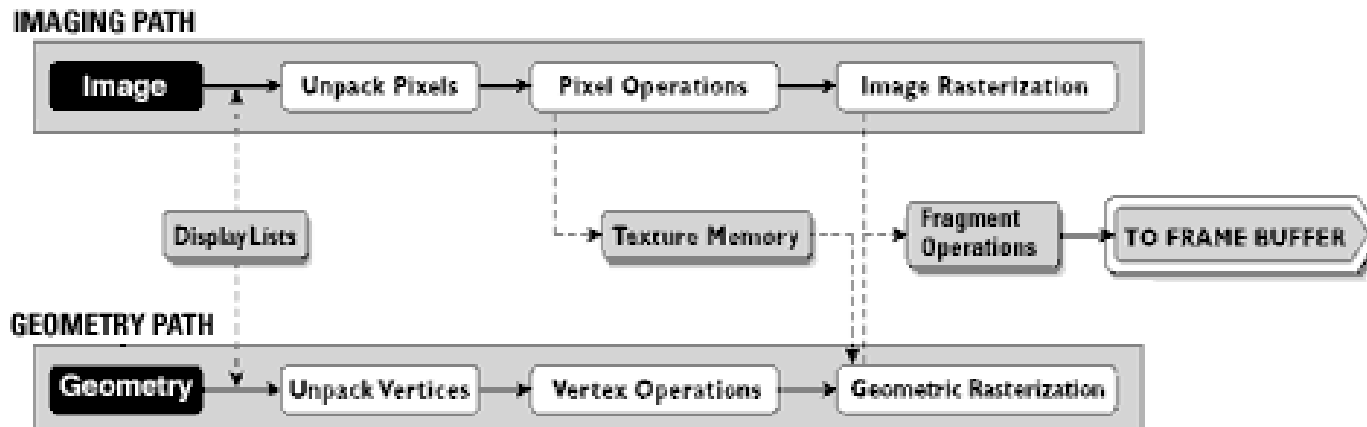 IMAGING PATH
Image
Unpack Pixels
Pixel Operations
Image Rasterization
Display Lists
Texture Memory
Fragment
Operations
TO FRAME BUFFER
GEOMETRY PATH
Geometry
Unpack Vertices
Vertex Operations
Geometric Rasterization